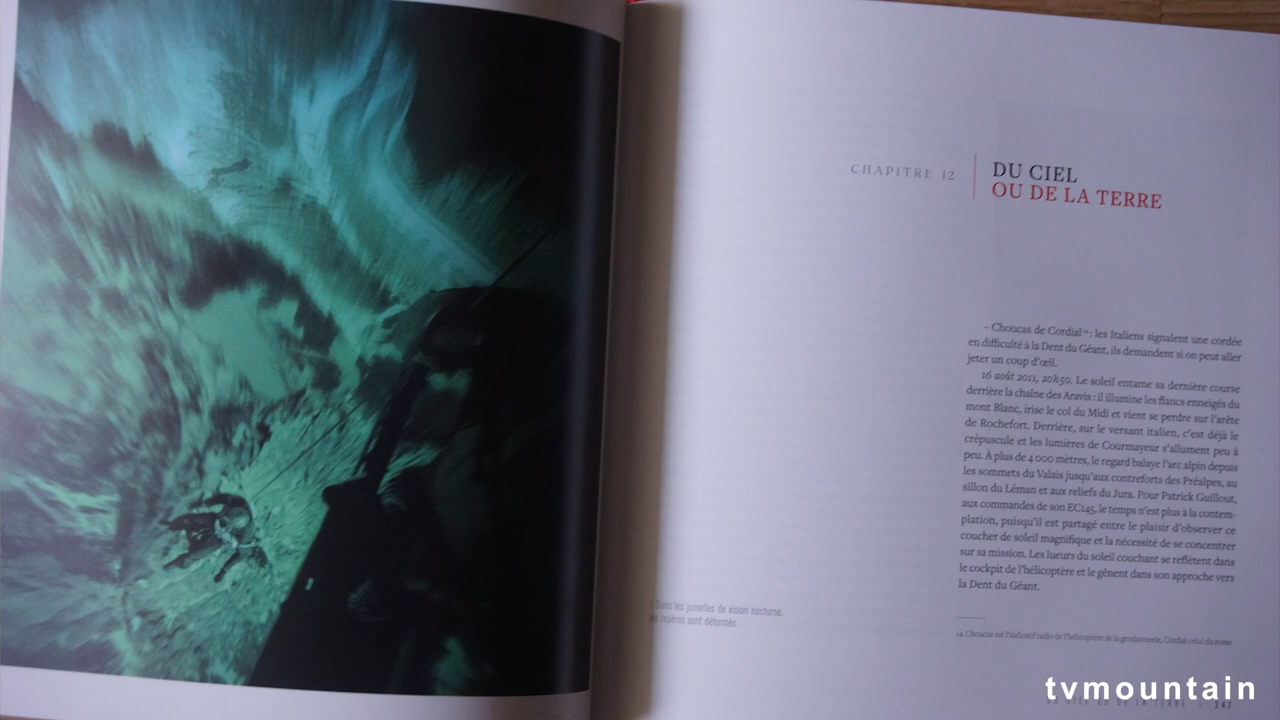 CHAPITRE 12
DU CIEL
OU DE LA TERRE
– Choucas de Cordial¹⁴ : les Italiens signalent une cordée
en difficulté à la Dent du Géant, ils demandent si on peut aller
jeter un coup d’œil.
16 août 2011, 20h50. Le soleil entame sa dernière course
derrière la chaîne des Aravis : il illumine les flancs enneigés du
mont Blanc, irise le col du Midi et vient se perdre sur l’arête
de Rochefort. Derrière, sur le versant italien, c’est déjà le
crépuscule et les lumières de Courmayeur s’allument peu à
peu. À plus de 4 000 mètres, le regard balaye l’arc alpin depuis
les sommets du Valais jusqu’aux contreforts des Préalpes, au
sillon du Léman et aux reliefs du Jura. Pour Patrick Guillout,
aux commandes de son EC145, le temps n’est plus à la contem-
plation, puisqu’il est partagé entre le plaisir d’observer ce
coucher de soleil magnifique et la nécessité de se concentrer
sur sa mission. Les lueurs du soleil couchant se reflètent dans
le cockpit de l’hélicoptère et le gênent dans son approche vers
la Dent du Géant.
Dans les jumelles de vision nocturne,
les repères sont déformés.
14 Choucas est l’indicatif radio de l’hélicoptère de la gendarmerie, Cordial celui du poste.
tvmountain
DU CIEL OU DE LA TERRE | 247